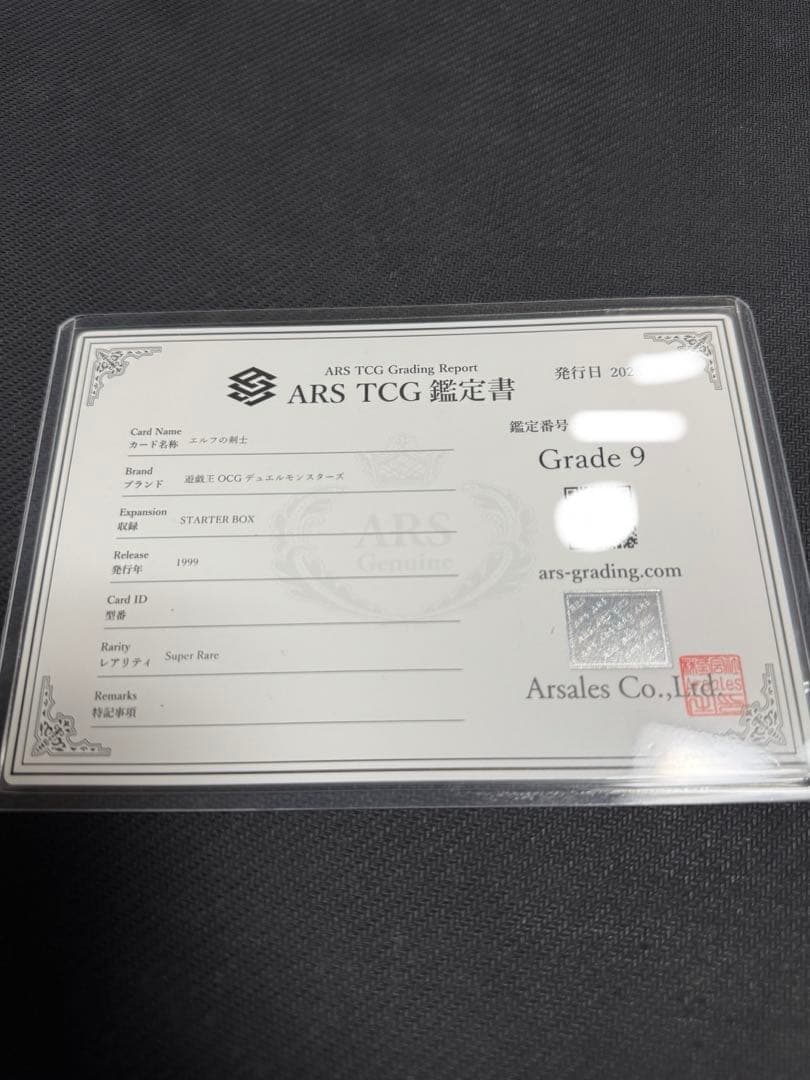 ARS TCG Grading Report
ARS TCG 鑑定書
発行日 202
鑑定番号
Grade 9
Card Name
カード名称 エルフの剣士
Brand
ブランド 遊戯王 OCG デュエルモンスターズ
Expansion
収録 STARTER BOX
Release
発行年 1999
Card ID
型番 -
Rarity
レアリティ Super Rare
Remarks
特記事項
ARS
Genuine
ars-grading.com
Arsales Co.,Ltd.
Arsales